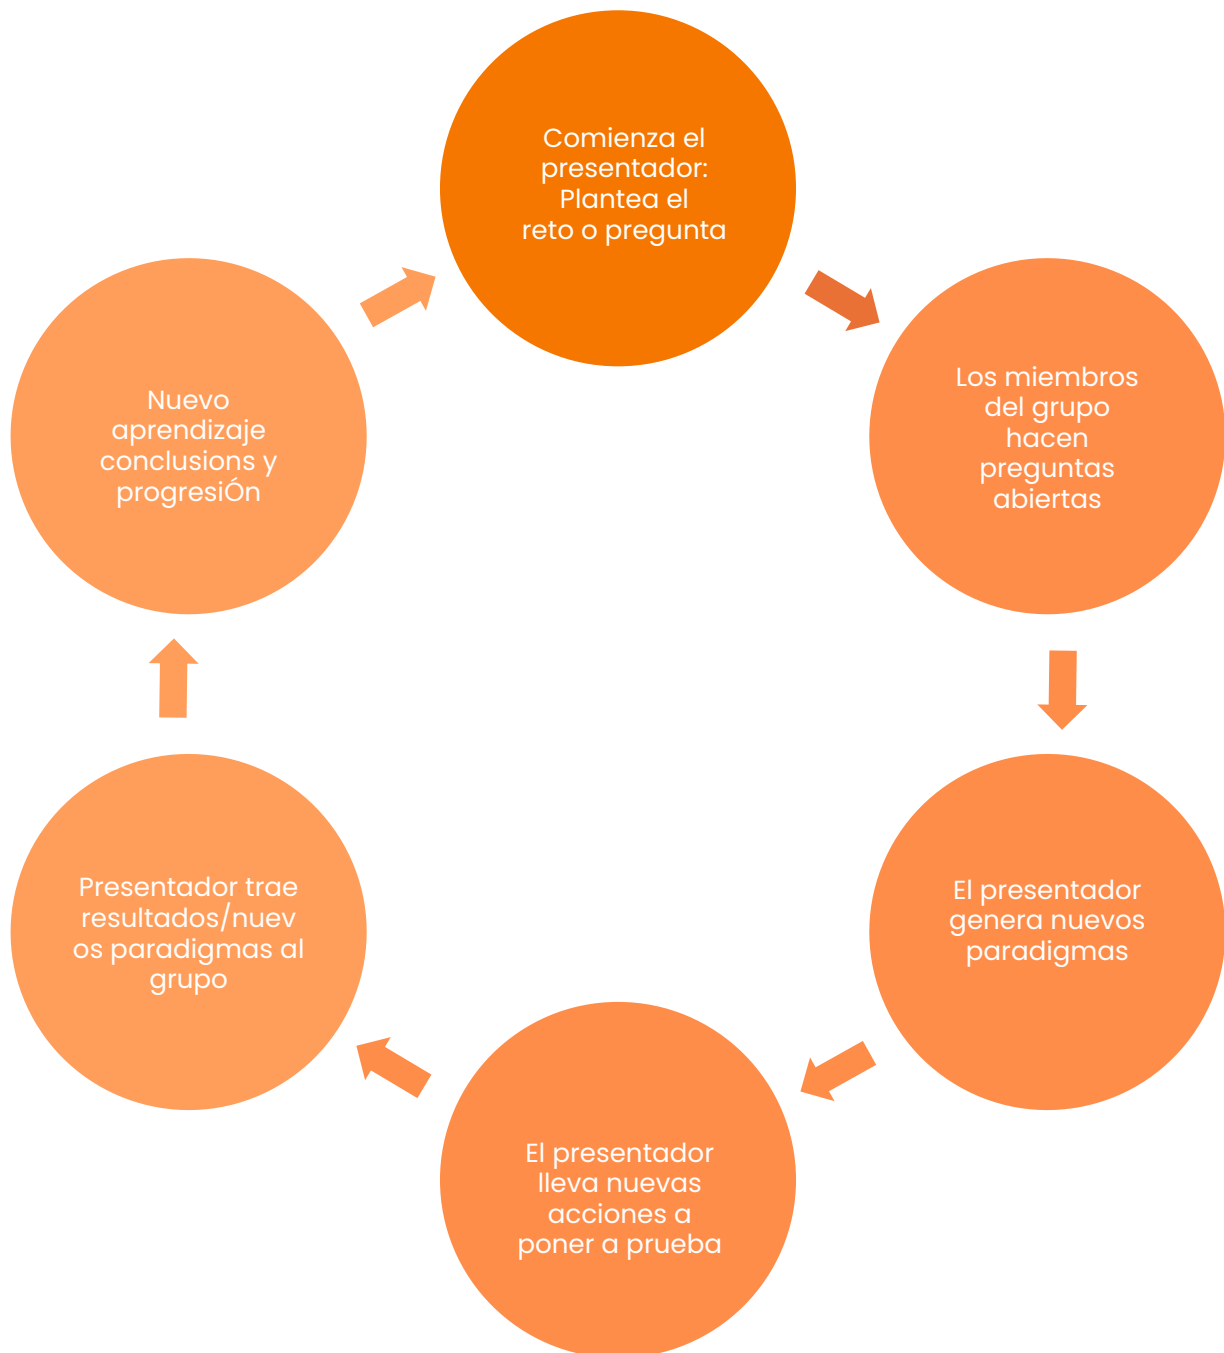 Comienza el
presentador:
Plantea el
reto o pregunta
Los miembros
del grupo
hacen
preguntas
abiertas
El presentador
genera nuevos
paradigmas
El presentador
lleva nuevas
acciones a
poner a prueba
Presentador trae
resultados/nuev
os paradigmas al
grupo
Nuevo
aprendizaje
conclusions y
progresiÓn